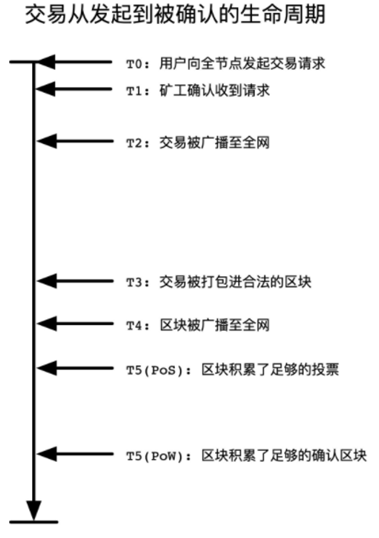 交易从发起到被确认的生命周期
T0: 用户向全节点发起交易请求
T1: 矿工确认收到请求
T2: 交易被广播至全网
T3: 交易被打包进合法的区块
T4: 区块被广播至全网
T5(PoS): 区块积累了足够的投票
T5(PoW): 区块积累了足够的确认区块